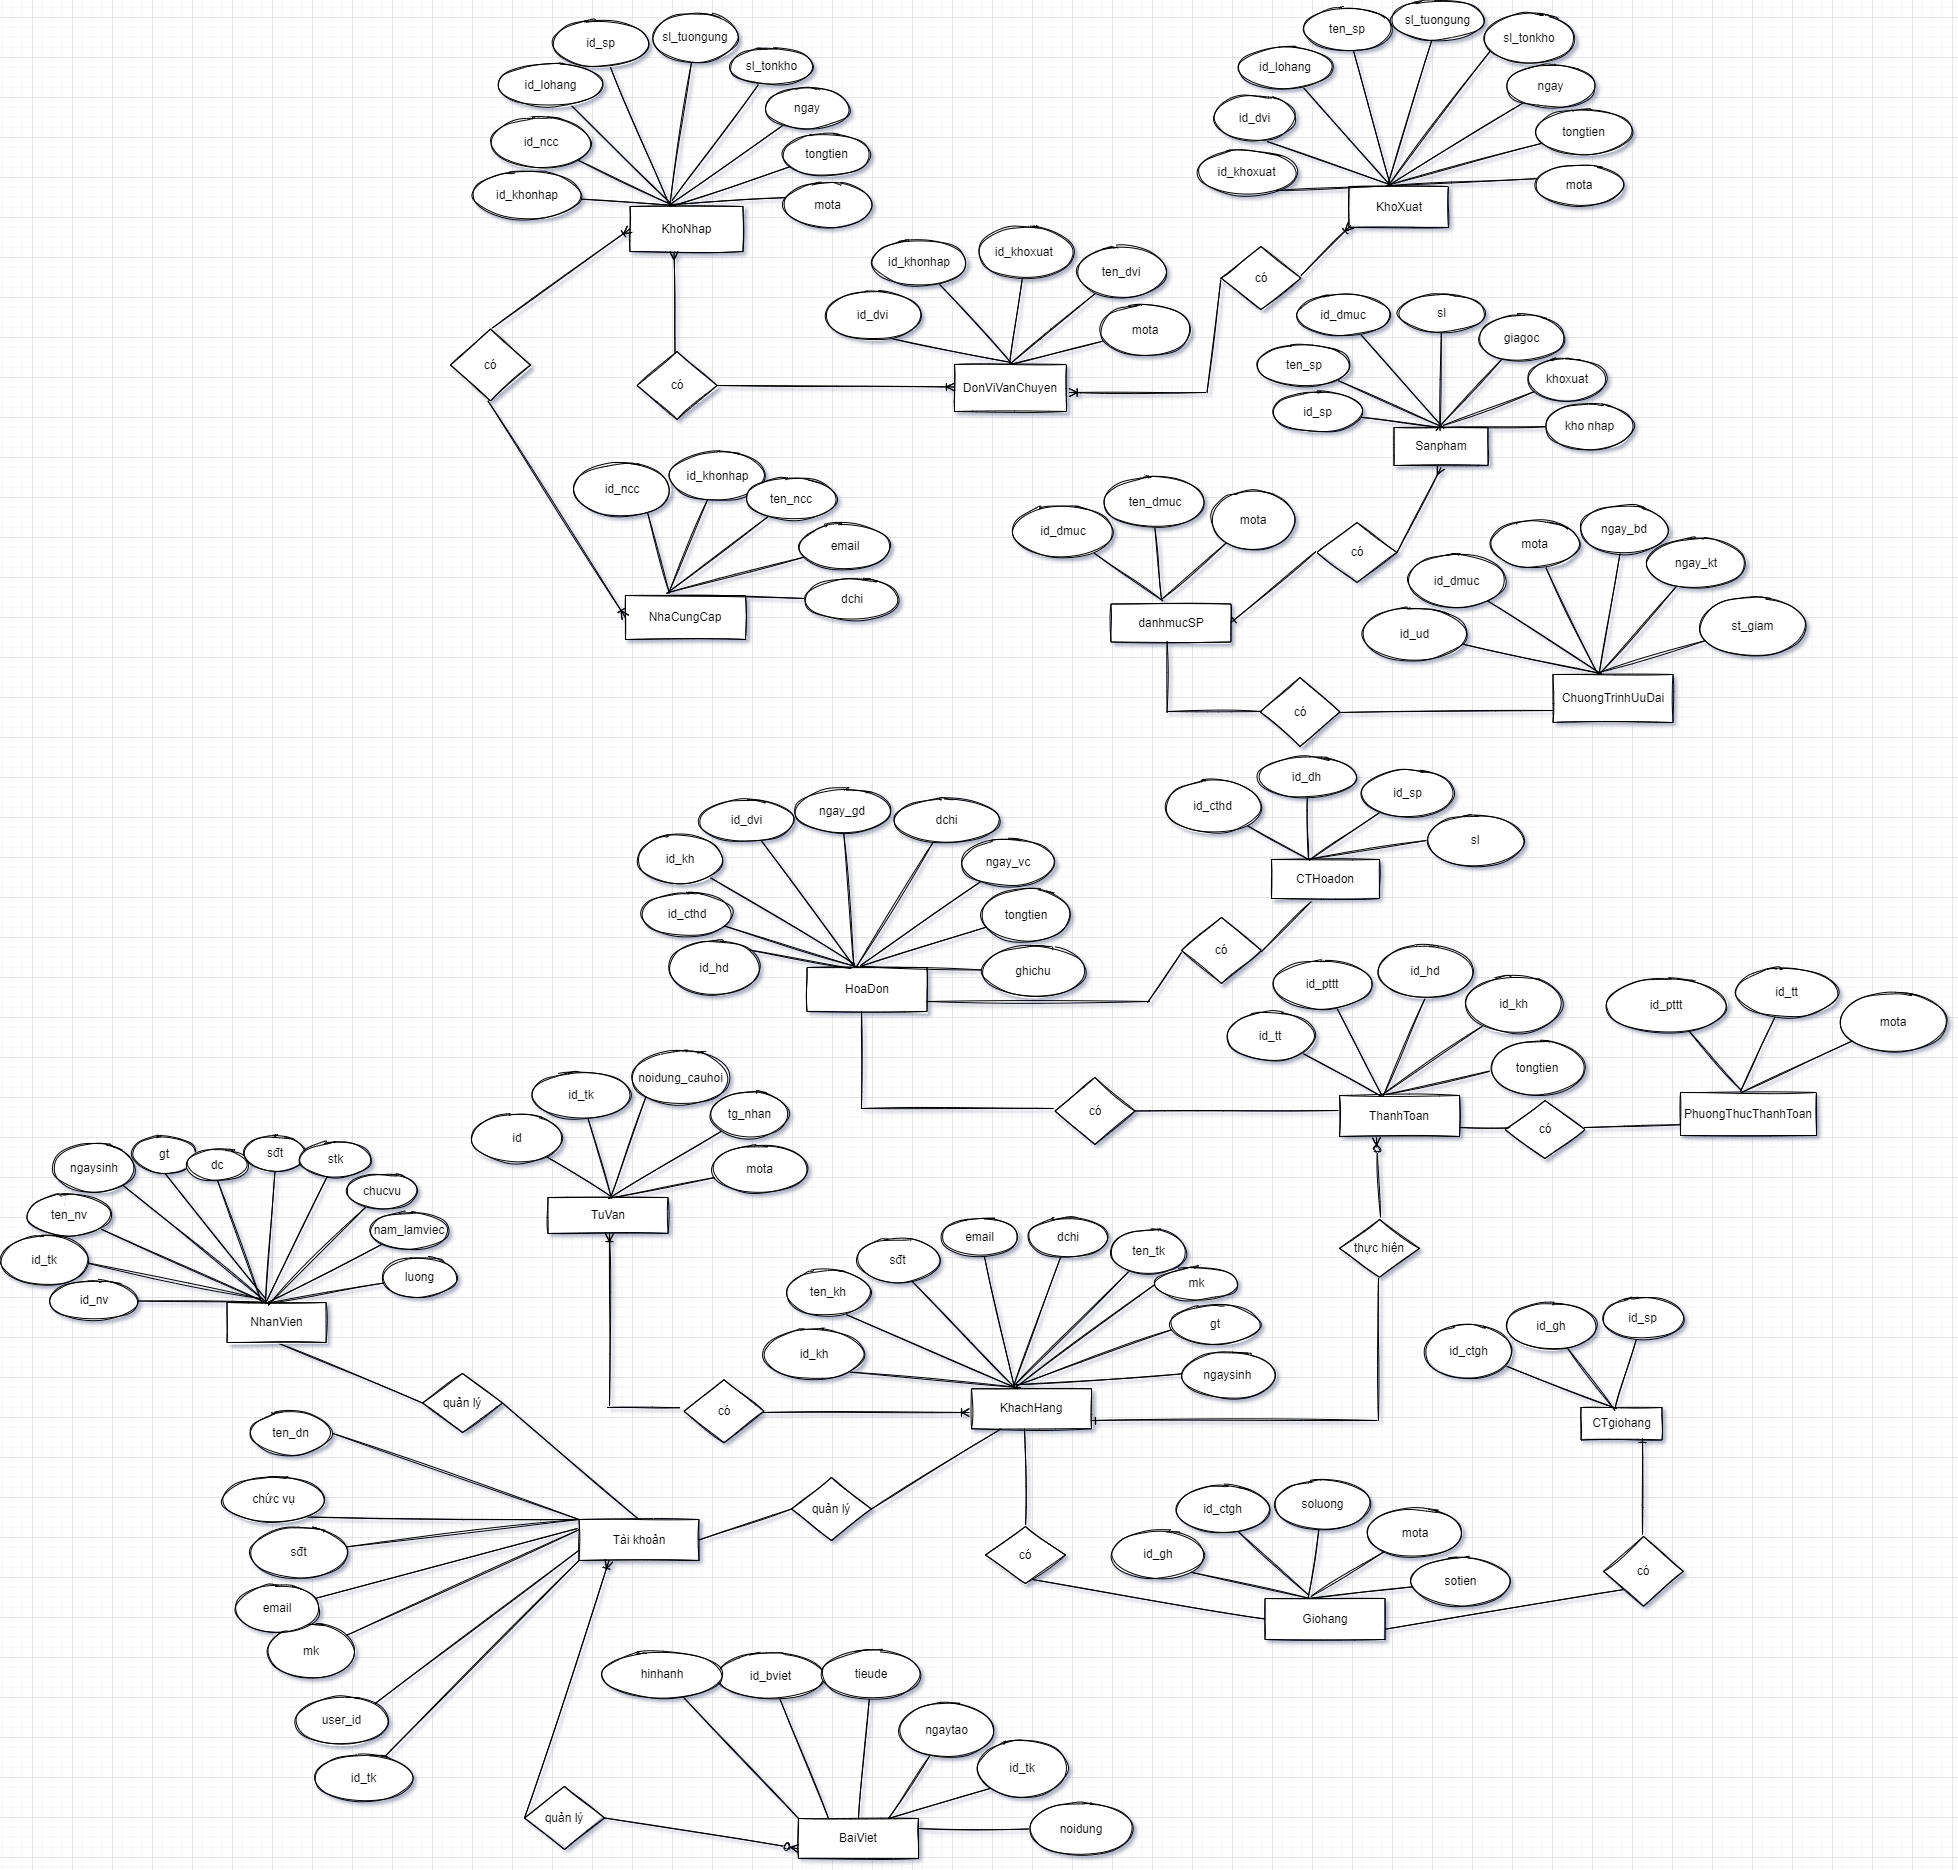 id_sp
sl_tuongung
sl_tonkho
id_lohang
ngay
id_ncc
tongtien
id_khonhap
mota
KhoNhap
ten_sp
sl_tuongung
sl_tonkho
id_lohang
ngay
id_dvi
tongtien
id_khoxuat
mota
KhoXuat
có
có
có
id_khonhap
id_khoxuat
ten_dvi
id_dvi
mota
DonViVanChuyen
id_dmuc
sl
giagoc
ten_sp
khoxuat
id_sp
kho nhap
Sanpham
id_ncc
id_khonhap
ten_ncc
email
dchi
NhaCungCap
id_dmuc
ten_dmuc
mota
danhmucSP
có
mota
ngay_bd
ngay_kt
id_dmuc
id_ud
st_giam
ChuongTrinhUuDai
có
id_cthd
id_dh
id_sp
sl
CTHoadon
id_dvi
ngay_gd
dchi
id_kh
ngay_vc
id_cthd
tongtien
id_hd
ghichu
HoaDon
có
id_pttt
id_hd
id_kh
id_tt
tongtien
ThanhToan
có
id_pttt
id_tt
mota
PhuongThucThanhToan
có
id_tk
noidung_cauhoi
tg_nhan
id
mota
TuVan
ngaysinh
gt
dc
sđt
stk
chucvu
ten_nv
nam_lamviec
id_tk
luong
id_nv
NhanVien
thực hiện
sđt
email
dchi
ten_tk
mk
ten_kh
gt
id_kh
ngaysinh
KhachHang
có
quản lý
id_ctgh
id_gh
id_sp
CTgiohang
ten_dn
chức vụ
sđt
email
mk
user_id
id_tk
Tài khoản
quản lý
có
id_ctgh
soluong
mota
id_gh
sotien
Giohang
có
hinhanh
id_bviet
tieude
ngaytao
id_tk
noidung
BaiViet
quản lý